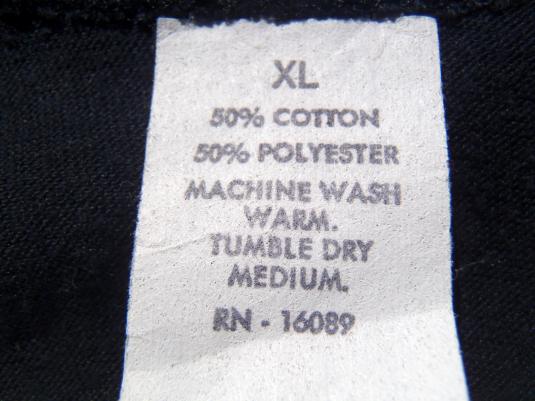 XL
50% COTTON
50% POLYESTER
MACHINE WASH
WARM.
TUMBLE DRY
MEDIUM.
RN - 16089